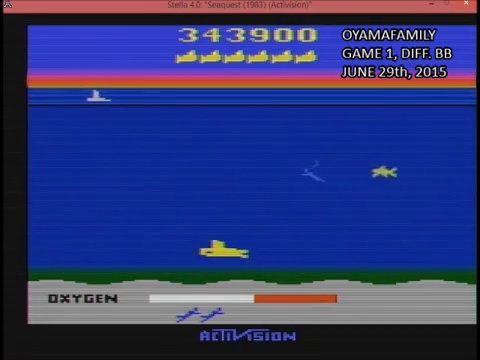 Stella 4.0: "Seaquest (1983) (Activision)"
343900
OYAMAFAMILY
GAME 1, DIFF. BB
JUNE 29th, 2015
OXYGEN
ACTIVISION